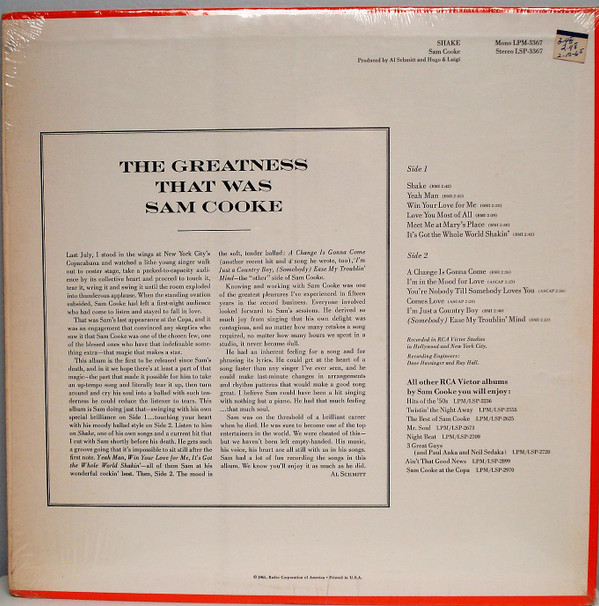 SHAKE Mono LPM-3367
Sam Cooke Stereo LSP-3367
Produced by Al Schmitt and Hugo & Luigi
THE GREATNESS
THAT WAS
SAM COOKE
Last July, I stood in the wings at New York City's
Copacabana and watched a lithe young singer walk
out to center stage, take a packed-to-capacity audi-
ence by its collective heart and proceed to touch it,
tear it, wring it and swing it until the room exploded
into thunderous applause. When the standing ovation
subsided, Sam Cooke had left a first-night audience
who had come to listen and stayed to fall in love.
That was Sam's last appearance at the Copa, and it
was an engagement that convinced any skeptics who
saw it that Sam Cooke was one of the chosen few, one
of the blessed ones who have that indefinable some
thing extra—that magic that makes a star.
This album is the first to be released since Sam's
death, and in it we hope there's at least a part of that
magic—the part that made it possible for him to take
an up-tempo song and literally tear it up, then turn
around and cry his soul into a ballad with such ten-
derness he could reduce the listener to tears. This
album is Sam doing just that—swinging with his own
special brilliance on Side 1....touching your heart
with his moody ballad style on Side 2. Listen to him
on Shake, one of his own songs and a current hit that
I cut with Sam shortly before his death. He gets such
a groove going that it's impossible to sit still after the
first note. Yeah Man, Win Your Love for Me, It's Got
the Whole World Shakin'—all of them Sam at his
wonderful rockin' best. Then, Side 2. The mood is
the soft, tender ballad: A Change Is Gonna Come
(another recent hit and a song he wrote, too), I'm
Just a Country Boy, (Somebody) Ease My Troublin'
Mind—the "other" side of Sam Cooke.
Knowing and working with Sam Cooke was one of
the greatest pleasures I've experienced in fifteen
years in the record business. Everyone involved
looked forward to Sam's sessions. He derived so
much joy from singing that his own delight was
contagious, and no matter how many retakes a song
required, no matter how many hours we spent in a
studio, it never became dull.
He had an inherent feeling for a song and for
phrasing its lyrics. He could get at the heart of a
song faster than any singer I've ever seen, and he
could make last-minute changes in arrangements
and rhythm patterns that would make a good song
great. I believe Sam could have been a hit singing
with nothing but a piano. He had that much feeling
...that much soul.
Sam was on the threshold of a brilliant career
when he died. He was sure to become one of the top
entertainers in the world. We were cheated of this—
but we haven't been left empty-handed. His music,
his voice, his heart are all still with us in his songs.
Sam had a lot of fun recording the songs in this
album. We know you'll enjoy it as much as he did.
AL SCHMITT
Side 1
Shake (BMI 2:42)
Yeah Man
Win Your Love for Me
Love You Most of All
Meet Me at Mary's Place
It's Got the Whole World Shakin'
Side 2
A Change Is Gonna Come
I'm in the Mood for Love
You're Nobody Till Somebody Loves You
Comes Love
I'm Just a Country Boy
(Somebody) Ease My Troublin' Mind
Recorded in RCA Victor Studios
in Hollywood and New York City.
Recording Engineers:
Dave Hassinger and Ray Hall.
All other RCA Victor albums
by Sam Cooke you will enjoy:
Hits of the '50s LPM/LSP-2236
Twistin' the Night Away LPM/LSP-2555
The Best of Sam Cooke LPM/LSP-2625
Mr. Soul LPM/LSP-2673
Night Beat LPM/LSP-2709
3 Great Guys
(and Paul Anka and Neil Sedaka) LPM/LSP-2720
Ain't That Good News LPM/LSP-2899
Sam Cooke at the Copa LPM/LSP-2970
© 1965, Radio Corporation of America • Printed in U.S.A.